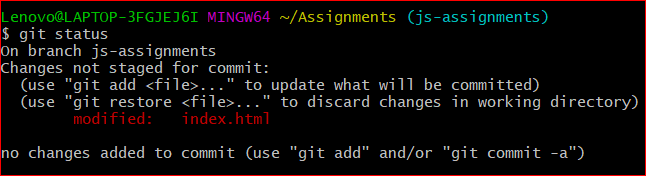 Lenovo@LAPTOP-3FGJEJ6I MINGW64 ~/Assignments (js-assignments)
$ git status
On branch js-assignments
Changes not staged for commit:
  (use "git add <file>..." to update what will be committed)
  (use "git restore <file>..." to discard changes in working directory)
        modified:   index.html

no changes added to commit (use "git add" and/or "git commit -a")